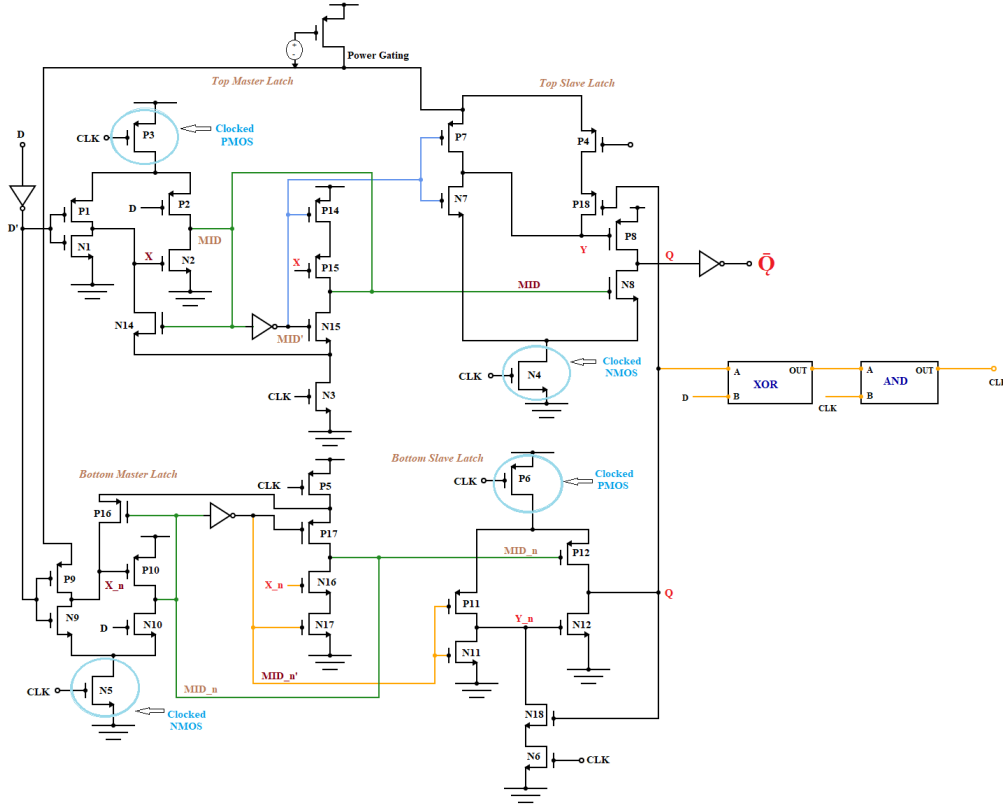 Power Gating
Top Master Latch
Top Slave Latch
D
CLK
P3
Clocked
PMOS
P7
P4
P1
D
P2
P14
N7
P18
P8
D'
N1
X
N2
MID
X
P15
Y
Q
Q̄
MID
N8
N14
MID'
N15
CLK
N4
Clocked
NMOS
A
OUT
A
OUT
XOR
AND
CLK
N3
D
B
CLK
B
CLK
Bottom Master Latch
Bottom Slave Latch
CLK
P5
CLK
P6
Clocked
PMOS
P16
P17
MID_n
P12
P9
X_n
P10
X_n
N16
Q
P11
Y_n
N9
D
N10
N17
N12
N11
MID_n'
CLK
N5
MID_n
Clocked
NMOS
N18
N6
CLK